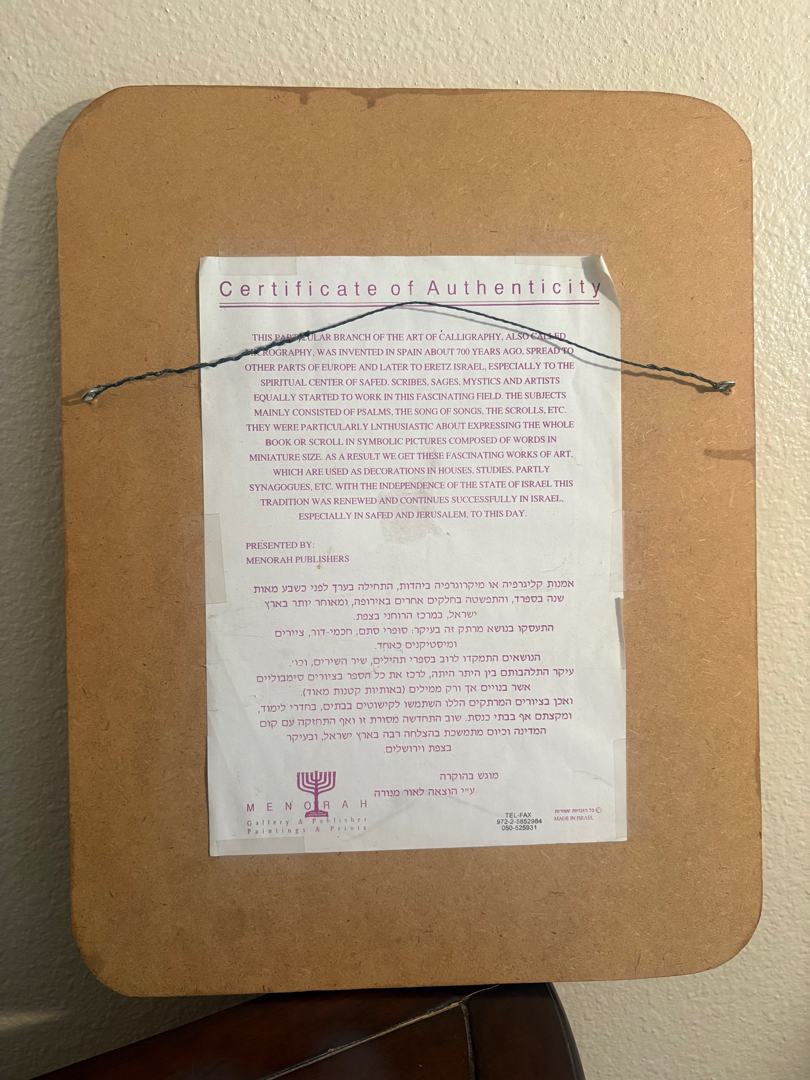 Certificate of Authenticity
THIS PARTICULAR BRANCH OF THE ART OF CALLIGRAPHY, ALSO CALLED
MICROGRAPHY, WAS INVENTED IN SPAIN ABOUT 700 YEARS AGO, SPREAD TO
OTHER PARTS OF EUROPE AND LATER TO ERETZ ISRAEL, ESPECIALLY TO THE
SPIRITUAL CENTER OF SAFED. SCRIBES, SAGES, MYSTICS AND ARTISTS
EQUALLY STARTED TO WORK IN THIS FASCINATING FIELD. THE SUBJECTS
MAINLY CONSISTED OF PSALMS, THE SONG OF SONGS, THE SCROLLS, ETC.
THEY WERE PARTICULARLY LNTHUSIASTIC ABOUT EXPRESSING THE WHOLE
BOOK OR SCROLL IN SYMBOLIC PICTURES COMPOSED OF WORDS IN
MINIATURE SIZE. AS A RESULT WE GET THESE FASCINATING WORKS OF ART,
WHICH ARE USED AS DECORATIONS IN HOUSES, STUDIES, PARTLY
SYNAGOGUES, ETC. WITH THE INDEPENDENCE OF THE STATE OF ISRAEL THIS
TRADITION WAS RENEWED AND CONTINUES SUCCESSFULLY IN ISRAEL,
ESPECIALLY IN SAFED AND JERUSALEM, TO THIS DAY.
PRESENTED BY:
MENORAH PUBLISHERS
אמנות קליגרפיה או מיקרוגרפיה ביהדות, התחילה בערך לפני כשבע מאות
שנה בספרד, והתפשטה בחלקים אחרים באירופה, ומאוחר יותר בארץ
ישראל, במרכז הרוחני בצפת.
התעסקו בנושא מרתק זה בעיקר: סופרי סתם, חכמי-דור, ציירים
ומיסטיקנים כאחד.
הנושאים התמקדו לרוב בספרי תהילים, שיר השירים, וכו'.
עיקר התלהבותם בין היתר היתה, לרכז את כל הספר בציורים סימבוליים
אשר בנויים אך ורק ממילים (באותיות קטנות מאוד).
ואכן בציורים המרתקים הללו השתמשו לקישוטים בבתים, בחדרי לימוד,
ומקצתם אף בבתי כנסת. שוב התחדשה מסורת זו ואף התחזקה עם קום
המדינה וכיום מתמשכת בהצלחה רבה בארץ ישראל, ובעיקר
בצפת וירושלים.
מוגש בהוקרה
ע״י הוצאה לאור מנורה
MENORAH
Gallery & Publisher
Paintings & Prints
TEL-FAX
972-2-5852984
050-525931
© כל הזכויות שמורות
MADE IN ISRAEL